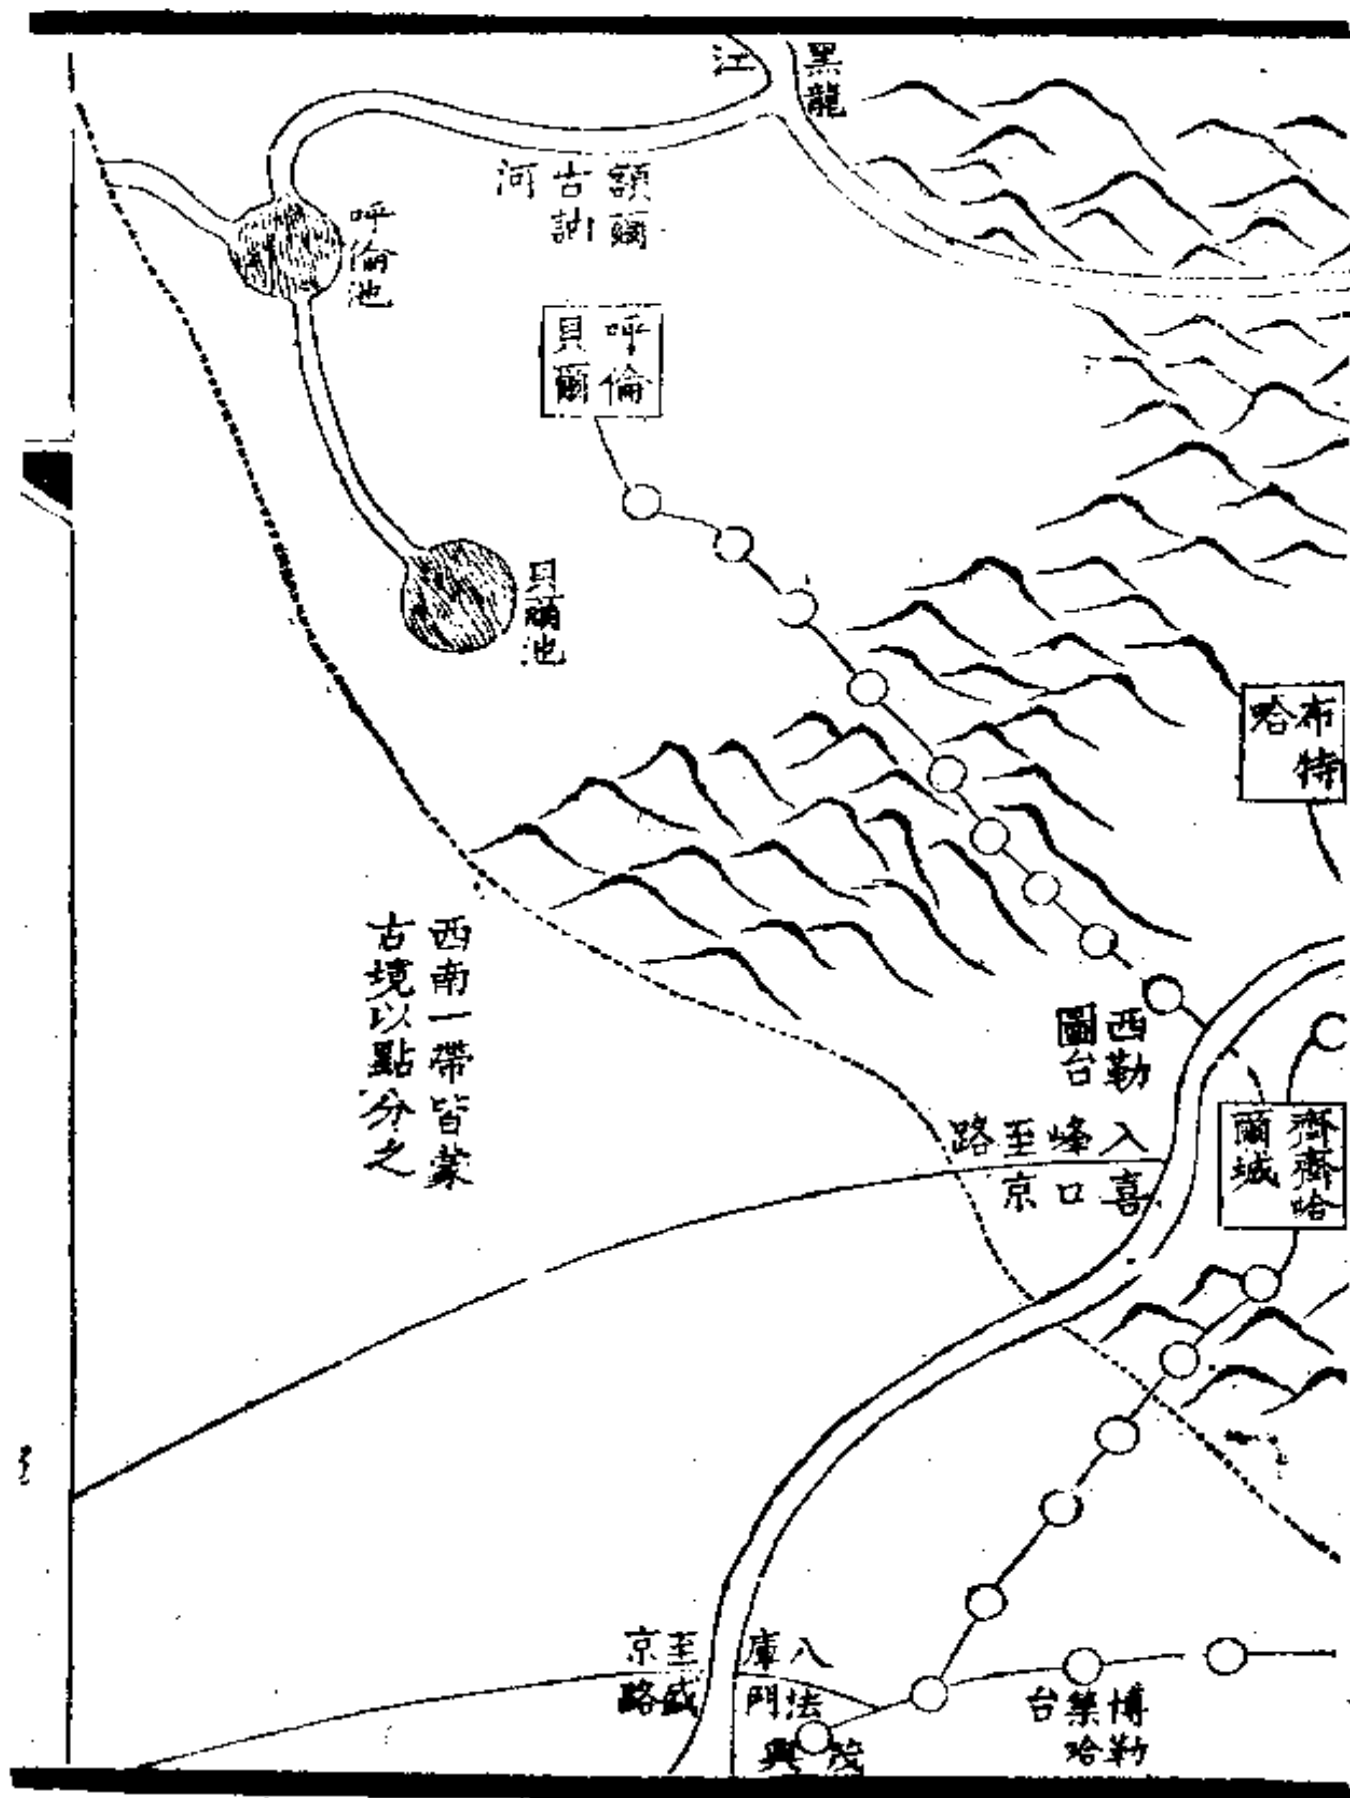 黑龍
江
額爾
古訥
河
呼倫池
呼倫
貝爾
貝爾池
布特
哈
西南一帶皆蒙
古境以點分之
西勒
圖台
齊齊哈
爾城
入喜
峰口
至京
路
入法
庫門
至盛
京路
茂
興
博勒
集哈
台